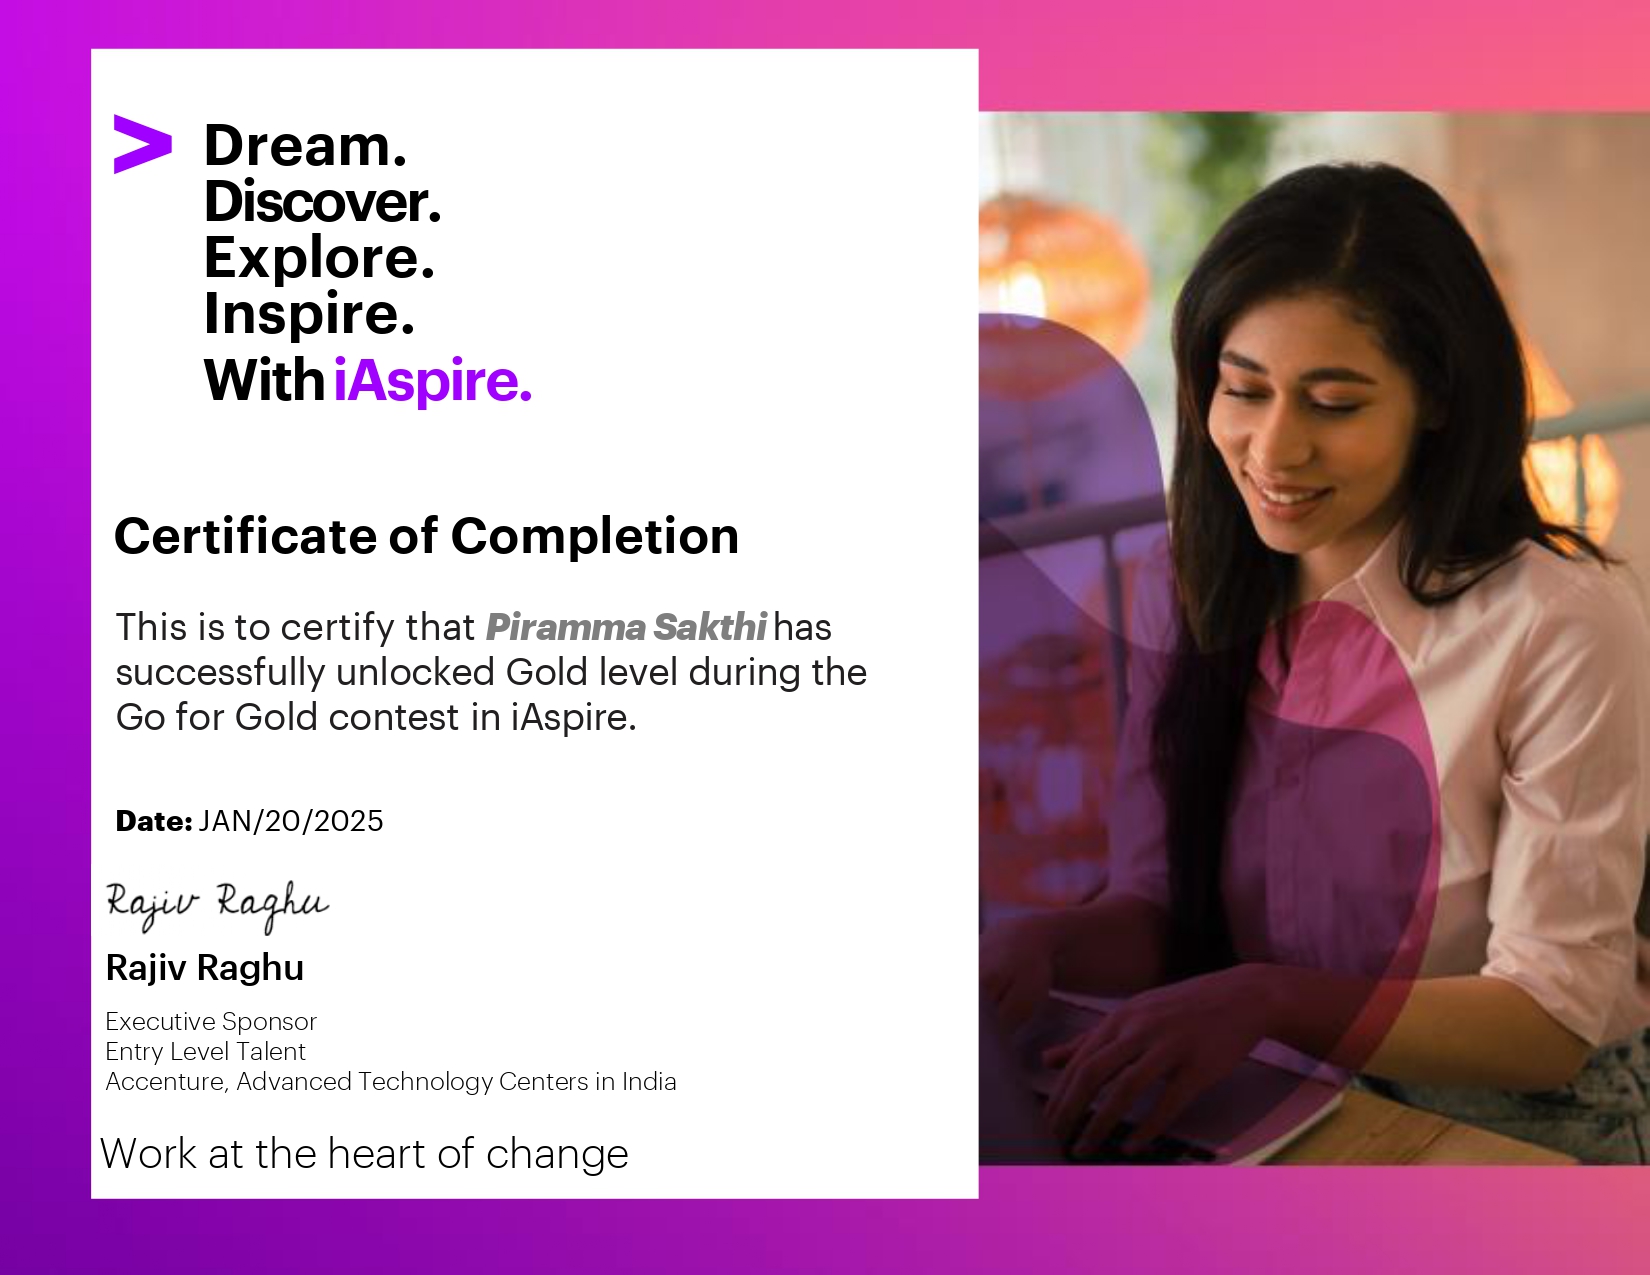 >
Dream.
Discover.
Explore.
Inspire.
With iAspire.
Certificate of Completion
This is to certify that Piramma Sakthi has
successfully unlocked Gold level during the
Go for Gold contest in iAspire.
Date: JAN/20/2025
Rajiv Raghu
Rajiv Raghu
Executive Sponsor
Entry Level Talent
Accenture, Advanced Technology Centers in India
Work at the heart of change